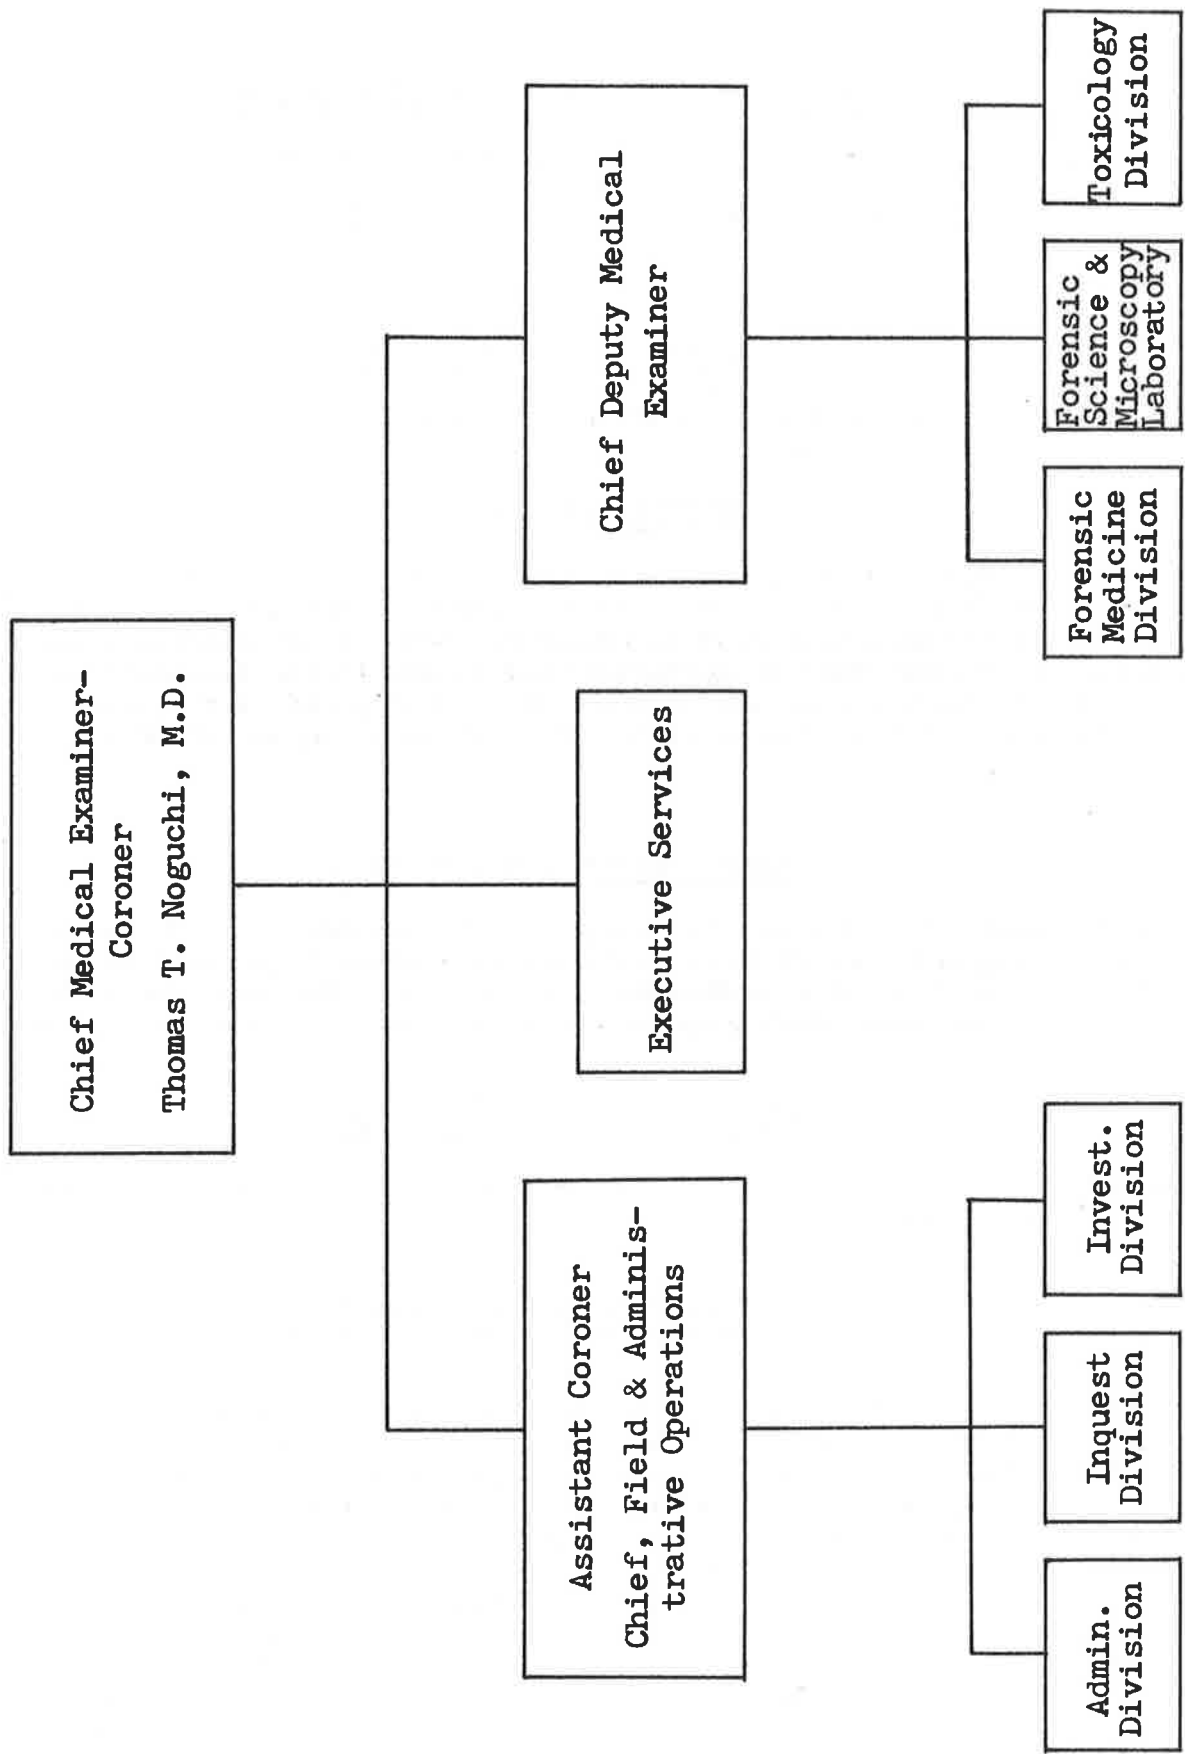 Chief Medical Examiner-
Coroner
Thomas T. Noguchi, M.D.
Assistant Coroner
Chief, Field & Adminis-
trative Operations
Executive Services
Chief Deputy Medical
Examiner
Admin.
Division
Inquest
Division
Invest.
Division
Forensic
Medicine
Division
Forensic
Science &
Microscopy
Laboratory
Toxicology
Division